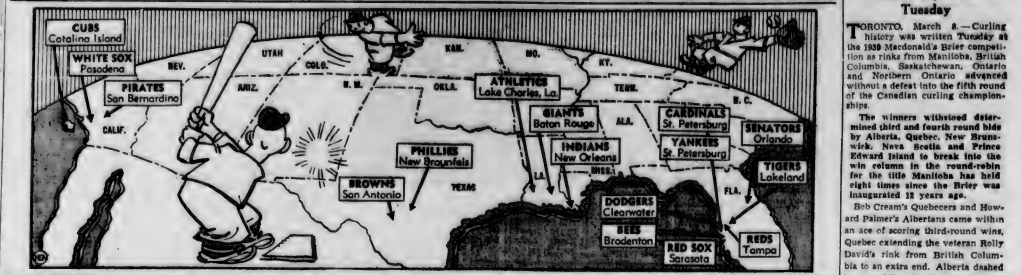 CUBS
Catalina Island
WHITE SOX
Pasadena
PIRATES
San Bernardino
NEV.
UTAH
COLO.
KAN.
MO.
KY.
CALIF.
ARIZ.
N. M.
OKLA.
TENN.
N. C.
ATHLETICS
Lake Charles, La.
GIANTS
Baton Rouge
INDIANS
New Orleans
ALA.
CARDINALS
St. Petersburg
YANKEES
St. Petersburg
SENATORS
Orlando
TIGERS
Lakeland
PHILLIES
New Braunfels
BROWNS
San Antonio
TEXAS
LA.
MISS.
FLA.
DODGERS
Clearwater
BEES
Bradenton
RED SOX
Sarasota
REDS
Tampa
Tuesday
TORONTO, March 8.—Curling
history was written Tuesday as
the 1939 Macdonald's Brier competi-
tion as rinks from Manitoba, British
Columbia, Saskatchewan, Ontario
and Northern Ontario advanced
without a defeat into the fifth round
of the Canadian curling champion-
ships.
The winners withstood deter-
mined third and fourth round bids
by Alberta, Quebec, New Bruns-
wick, Nova Scotia and Prince
Edward Island to break into the
win column in the round-robin
for the title Manitoba has held
eight times since the Brier was
inaugurated 12 years ago.
Bob Cream's Quebecers and How-
ard Palmer's Albertans came within
an ace of scoring third-round wins,
Quebec extending the veteran Rolly
David's rink from British Colum-
bia to an extra end. Alberta dashed